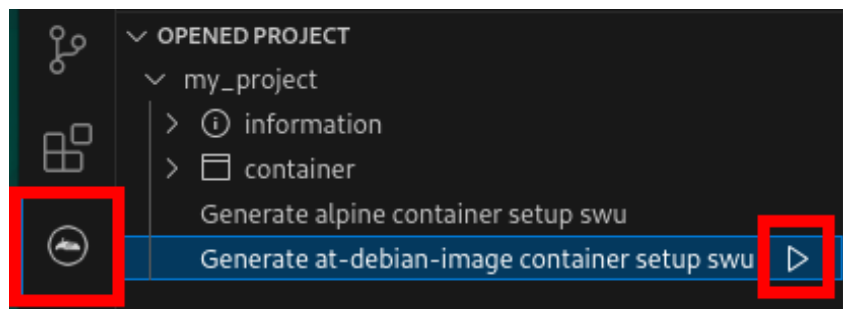 OPENED PROJECT
my_project
information
container
Generate alpine container setup swu
Generate at-debian-image container setup swu